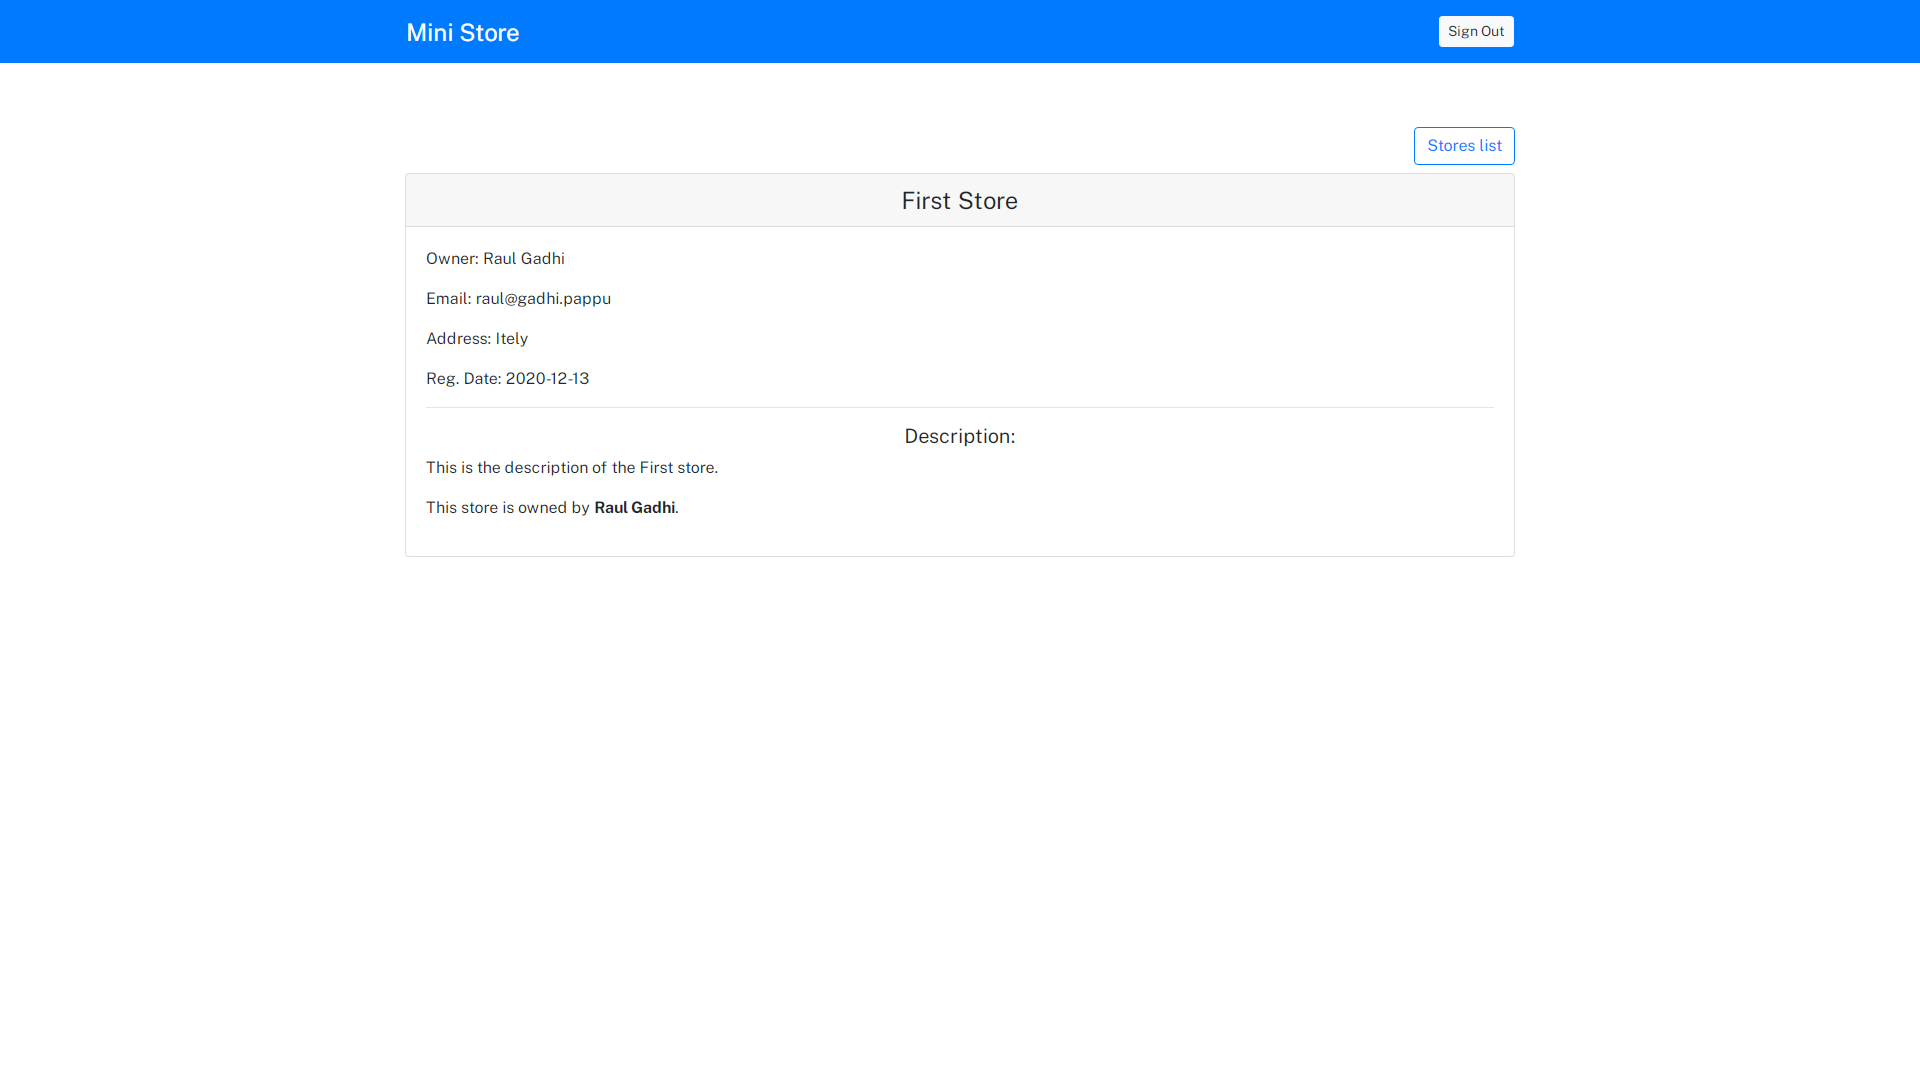 Mini Store
Sign Out
Stores list
First Store
Owner: Raul Gadhi
Email: raul@gadhi.pappu
Address: Itely
Reg. Date: 2020-12-13
Description:
This is the description of the First store.
This store is owned by Raul Gadhi.